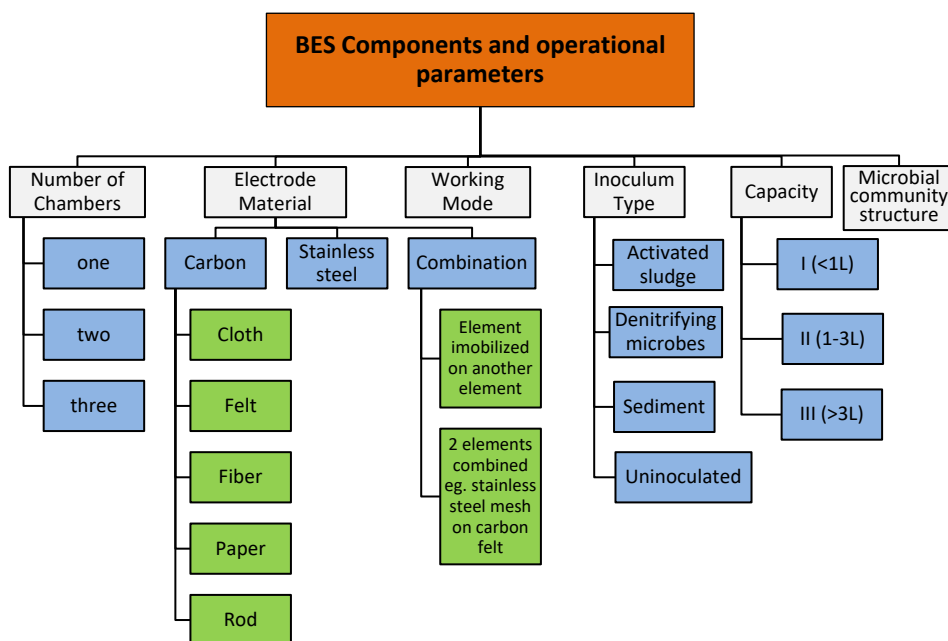 BES Components and operational
parameters
Number of
Chambers
Electrode
Material
Working
Mode
Inoculum
Type
Capacity
Microbial
community
structure
one
two
three
Carbon
Stainless
steel
Combination
Cloth
Felt
Fiber
Paper
Rod
Element
imobilized
on another
element
2 elements
combined
eg. stainless
steel mesh
on carbon
felt
Activated
sludge
Denitrifying
microbes
Sediment
Uninoculated
I (<1L)
II (1-3L)
III (>3L)